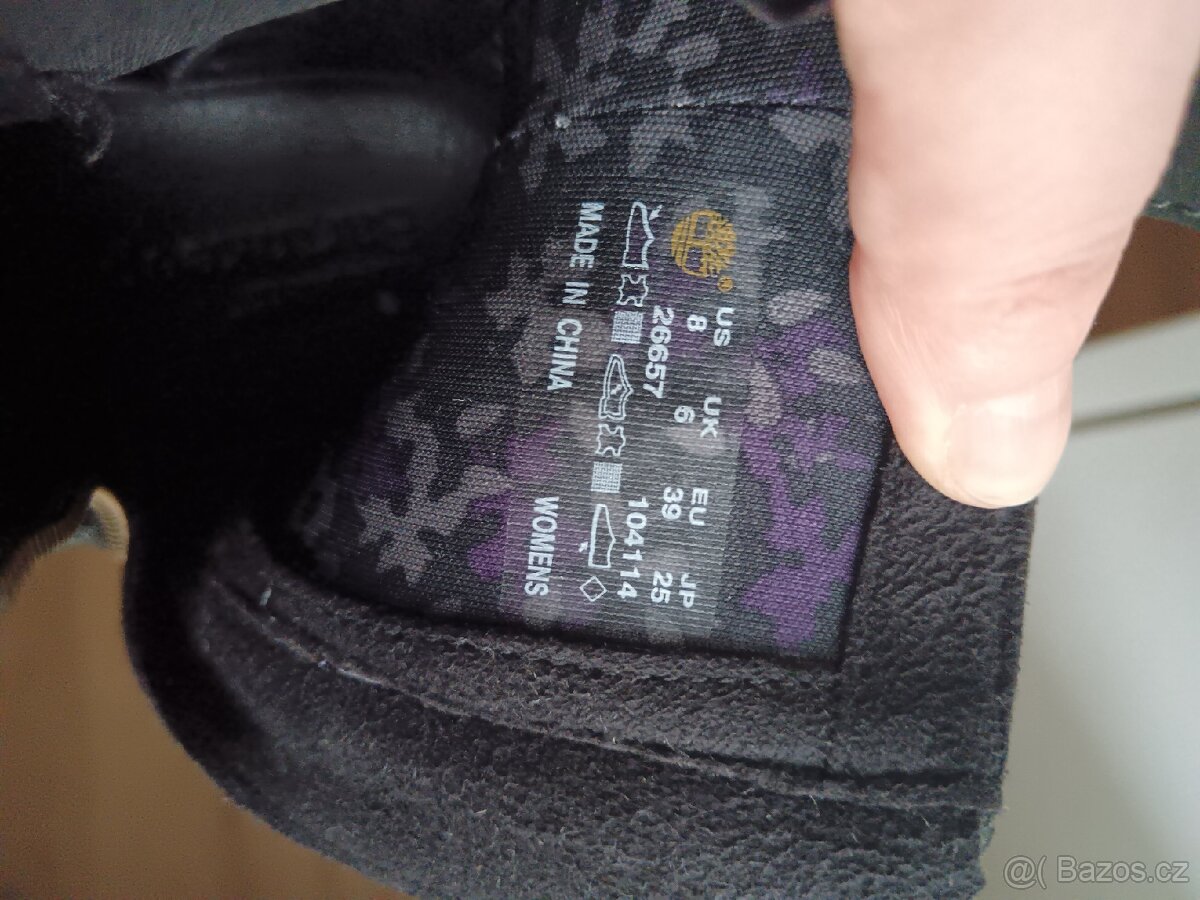 US UK EU JP
8 6 39 25
26657 104114
MADE IN CHINA WOMENS
@( Bazos.cz